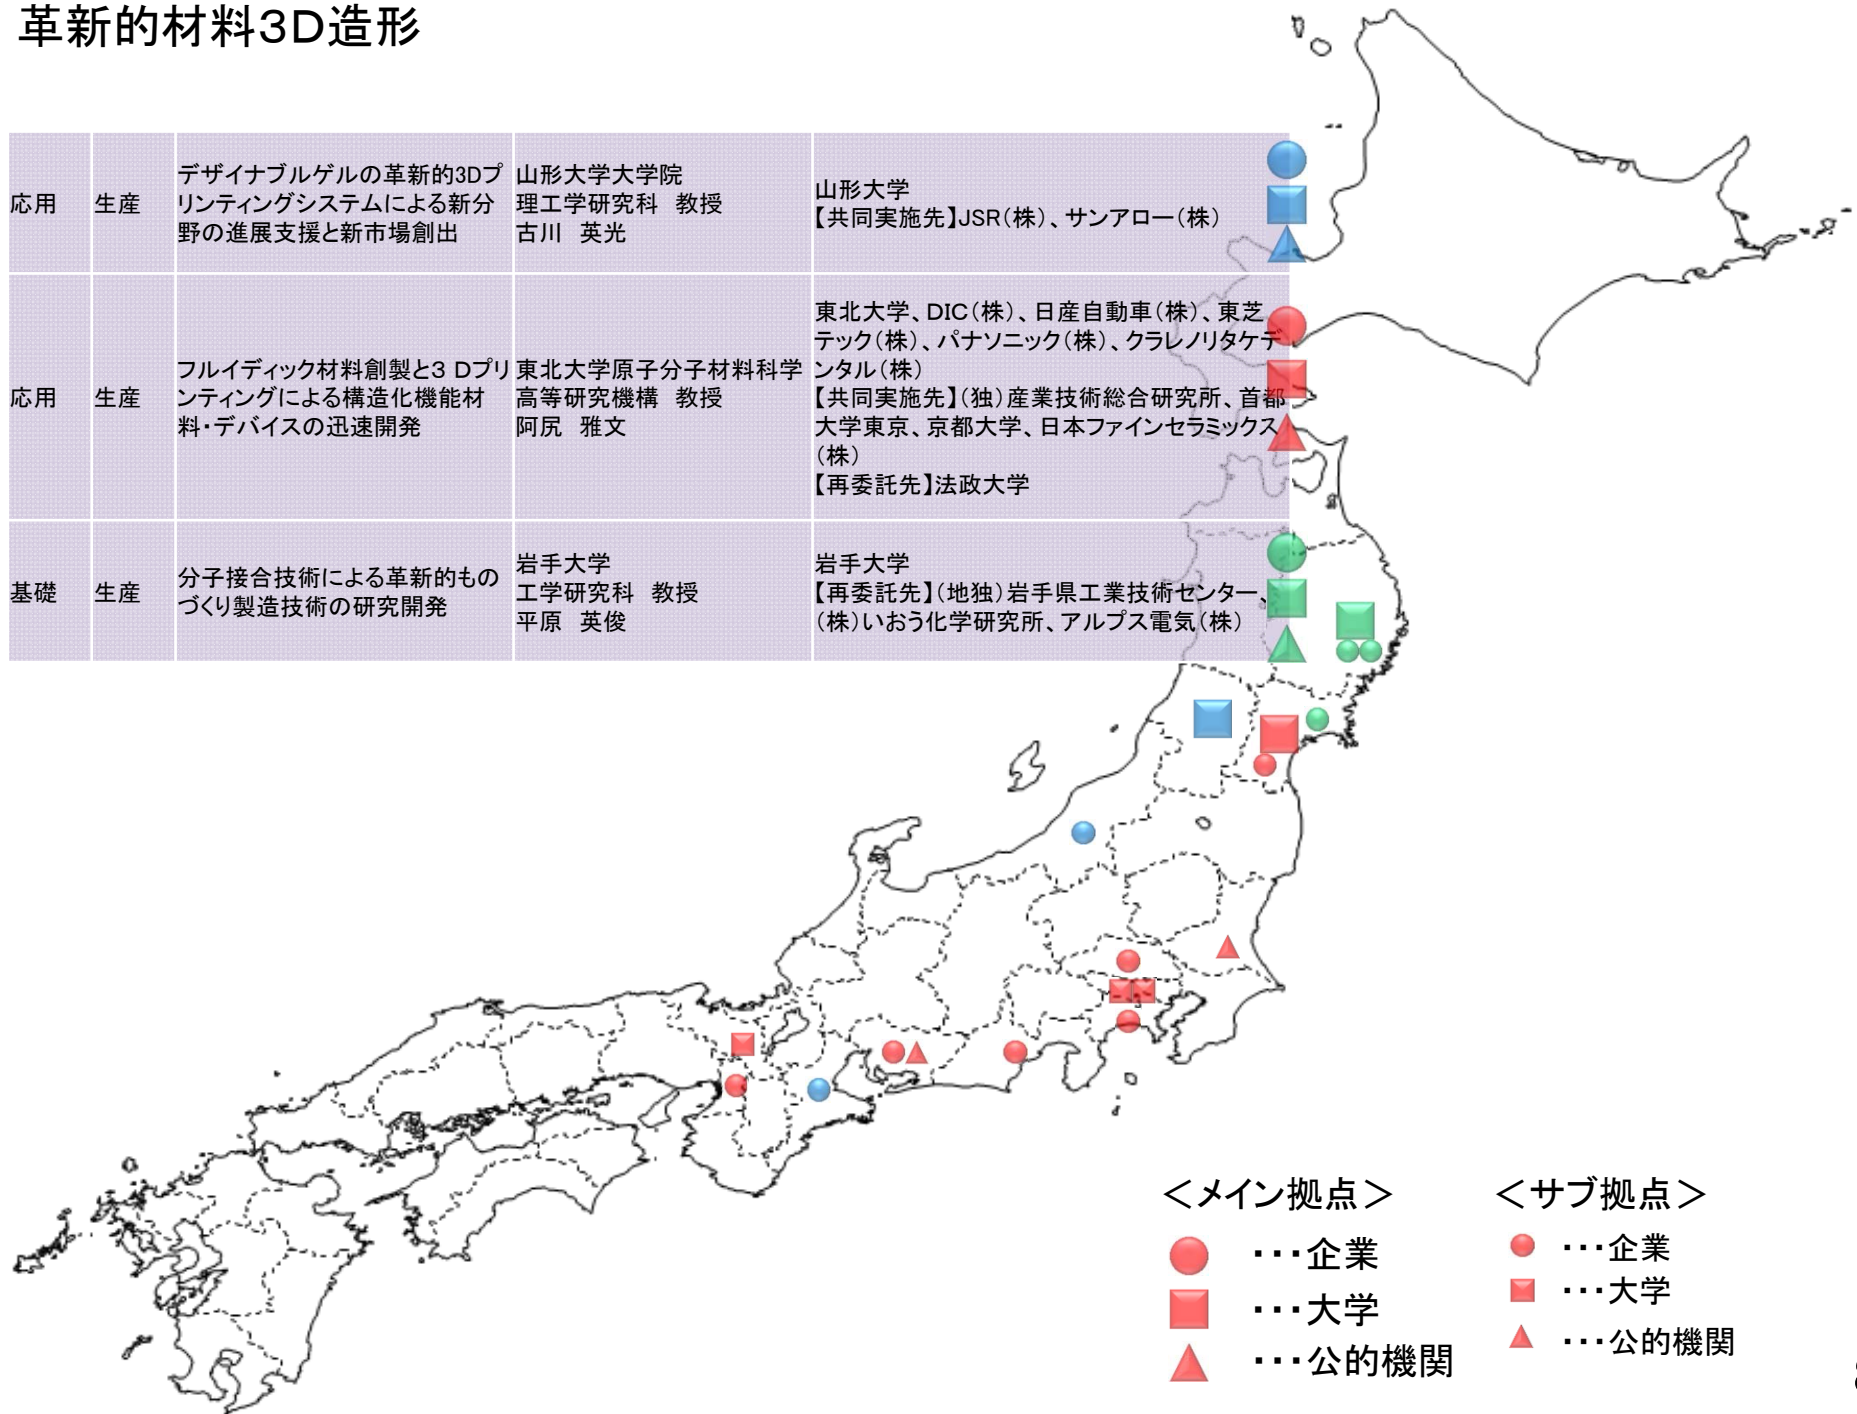 革新的材料3D造形
応用
生産
デザイナブルゲルの革新的3Dプ
リンティングシステムによる新分
野の進展支援と新市場創出
山形大学大学院
理工学研究科　教授
古川　英光
山形大学
【共同実施先】JSR(株)、サンアロー(株)
応用
生産
フルイディック材料創製と3 Dプリ
ンティングによる構造化機能材
料・デバイスの迅速開発
東北大学原子分子材料科学
高等研究機構　教授
阿尻　雅文
東北大学、DIC(株)、日産自動車(株)、東芝
テック(株)、パナソニック(株)、クラレノリタケデ
ンタル(株)
【共同実施先】(独)産業技術総合研究所、首都
大学東京、京都大学、日本ファインセラミックス
(株)
【再委託先】法政大学
基礎
生産
分子接合技術による革新的もの
づくり製造技術の研究開発
岩手大学
工学研究科　教授
平原　英俊
岩手大学
【再委託先】(地独)岩手県工業技術センター、
(株)いおう化学研究所、アルプス電気(株)
＜メイン拠点＞
・・・企業
・・・大学
・・・公的機関
＜サブ拠点＞
・・・企業
・・・大学
・・・公的機関